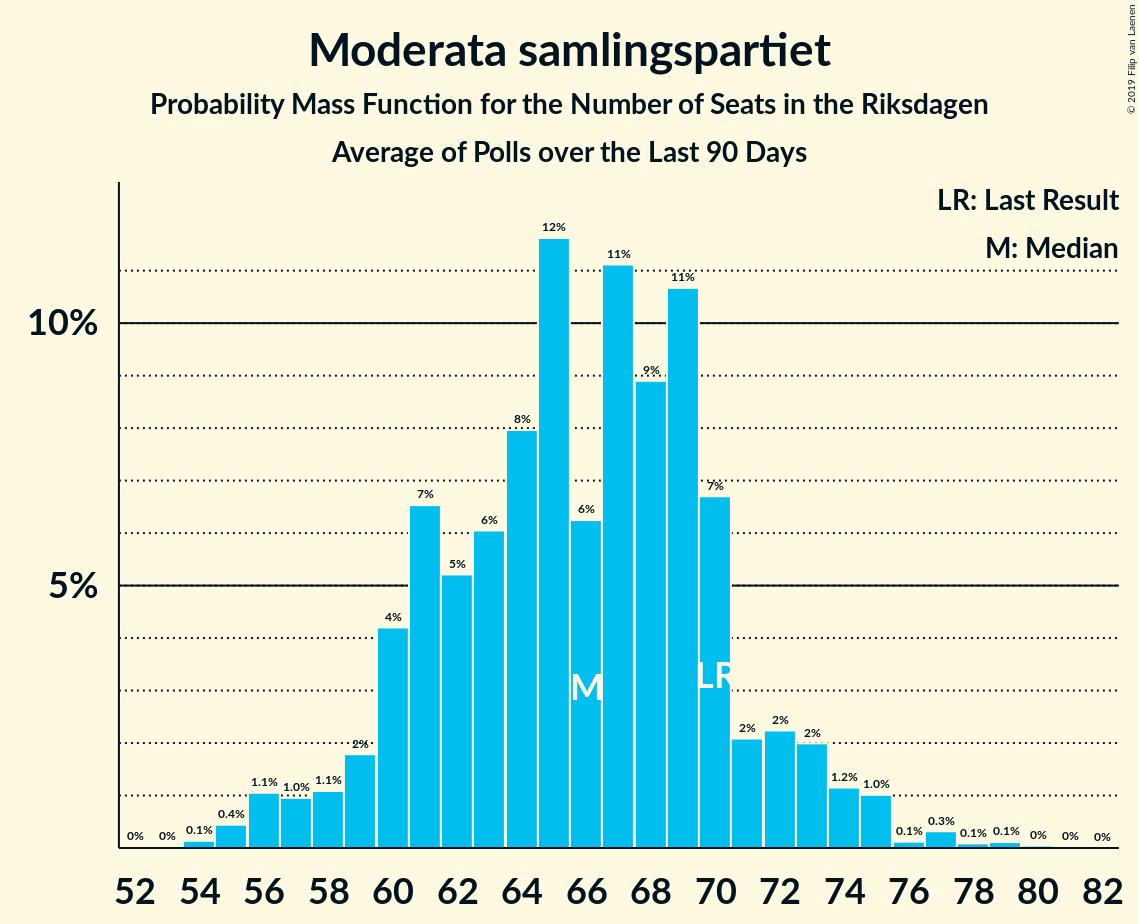 Moderata samlingspartiet
Probability Mass Function for the Number of Seats in the Riksdagen
Average of Polls over the Last 90 Days
© 2019 Filip van Laenen
LR: Last Result
M: Median
10%
5%
0% 0% 0.1% 0.4% 1.1% 1.0% 1.1% 2% 4% 7% 5% 6% 8% 12% 6% 11% 9% 11% 7% 2% 2% 2% 1.2% 1.0% 0.1% 0.3% 0.1% 0.1% 0% 0% 0%
M LR
52 54 56 58 60 62 64 66 68 70 72 74 76 78 80 82